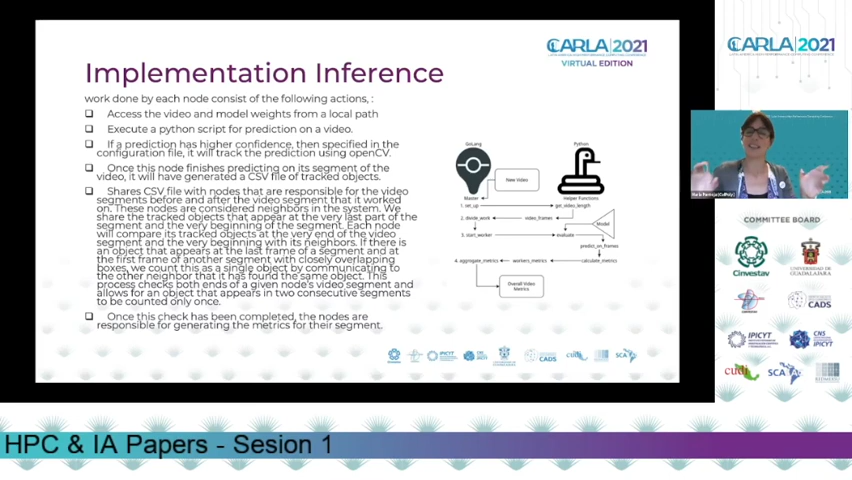 CARLA|2021
VIRTUAL EDITION
Implementation Inference
work done by each node consist of the following actions, :
Access the video and model weights from a local path
Execute a python script for prediction on a video.
If a prediction has higher confidence, then specified in the
configuration file, it will track the prediction using openCV.
Once this node finishes predicting on its segment of the
video, it will have generated a CSV file of tracked objects.
Shares CSV file with nodes that are responsible for the video
segments before and after the video segment that it worked
on. These nodes are considered neighbors in the system. We
share the tracked objects that appear at the very last part of the
segment and the very beginning of the segment. Each node
will compare its tracked objects at the very end of the video
segment and the very beginning with its neighbors. If there is
an object that appears at the last frame of a segment and at
the first frame of another segment with closely overlapping
boxes, we count this as a single object by communicating to
the other neighbor that it has found the same object. This
process checks both ends of a given node's video segment and
allows for an object that appears in two consecutive segments
to be counted only once.
Once this check has been completed, the nodes are
responsible for generating the metrics for their segment.
GoLang
Python
New Video
Master
Helper Functions
1. set_up
get_video_length
2. divide_work
video_frames
Model
3. start_worker
evaluate
predict_on_frames
4. aggregate_metrics
workers_metrics
calculate_metrics
Overall Video
Metrics
IPICYT
CADS
cudi
SCA
CARLA|2021
COMMITTEE BOARD
Cinvestav
UNIVERSIDAD DE
GUADALAJARA
CADS
IPICYT
CNS
IPICYT
cudi
SCA
HPC & IA Papers - Sesion 1